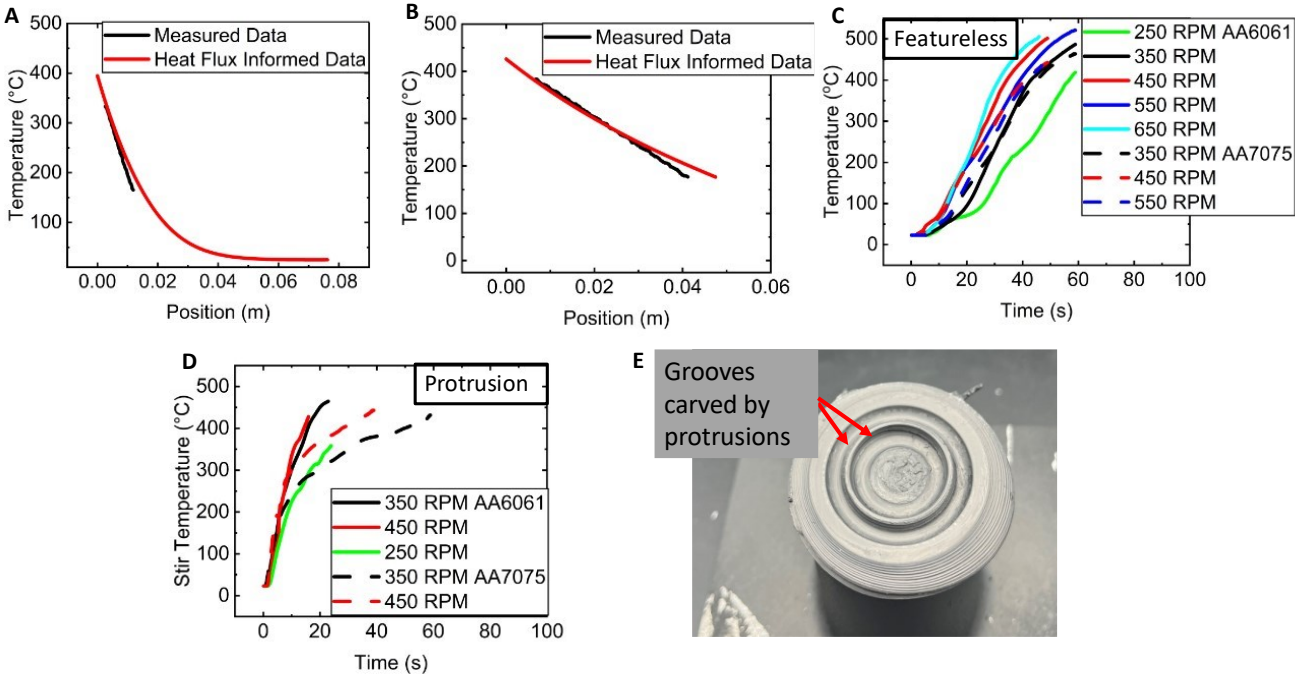 A
500
400
300
200
100
Temperature (°C)
0.00
0.02
0.04
0.06
0.08
Position (m)
Measured Data
Heat Flux Informed Data
B
500
400
300
200
100
0
Temperature (°C)
0.00
0.02
0.04
0.06
Position (m)
Measured Data
Heat Flux Informed Data
C
Featureless
500
400
300
200
100
0
Temperature (°C)
0
20
40
60
80
100
Time (s)
250 RPM AA6061
350 RPM
450 RPM
550 RPM
650 RPM
350 RPM AA7075
450 RPM
550 RPM
D
Protrusion
500
400
300
200
100
0
Stir Temperature (°C)
0
20
40
60
80
100
Time (s)
350 RPM AA6061
450 RPM
250 RPM
350 RPM AA7075
450 RPM
E
Grooves
carved by
protrusions